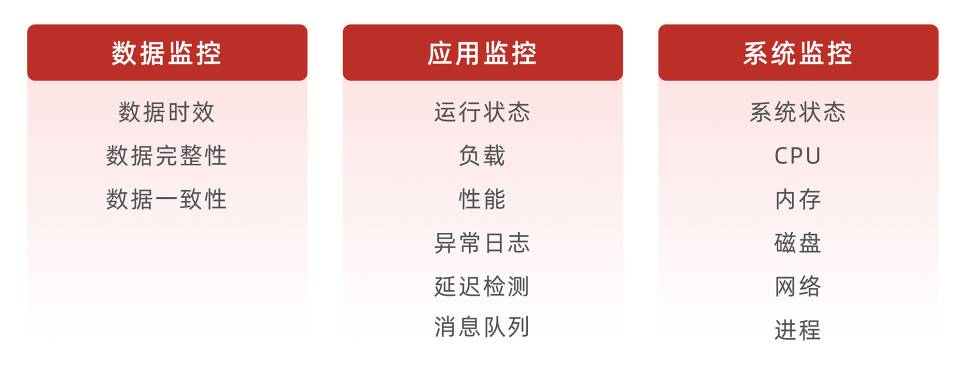 数据监控
数据时效
数据完整性
数据一致性
应用监控
运行状态
负载
性能
异常日志
延迟检测
消息队列
系统监控
系统状态
CPU
内存
磁盘
网络
进程